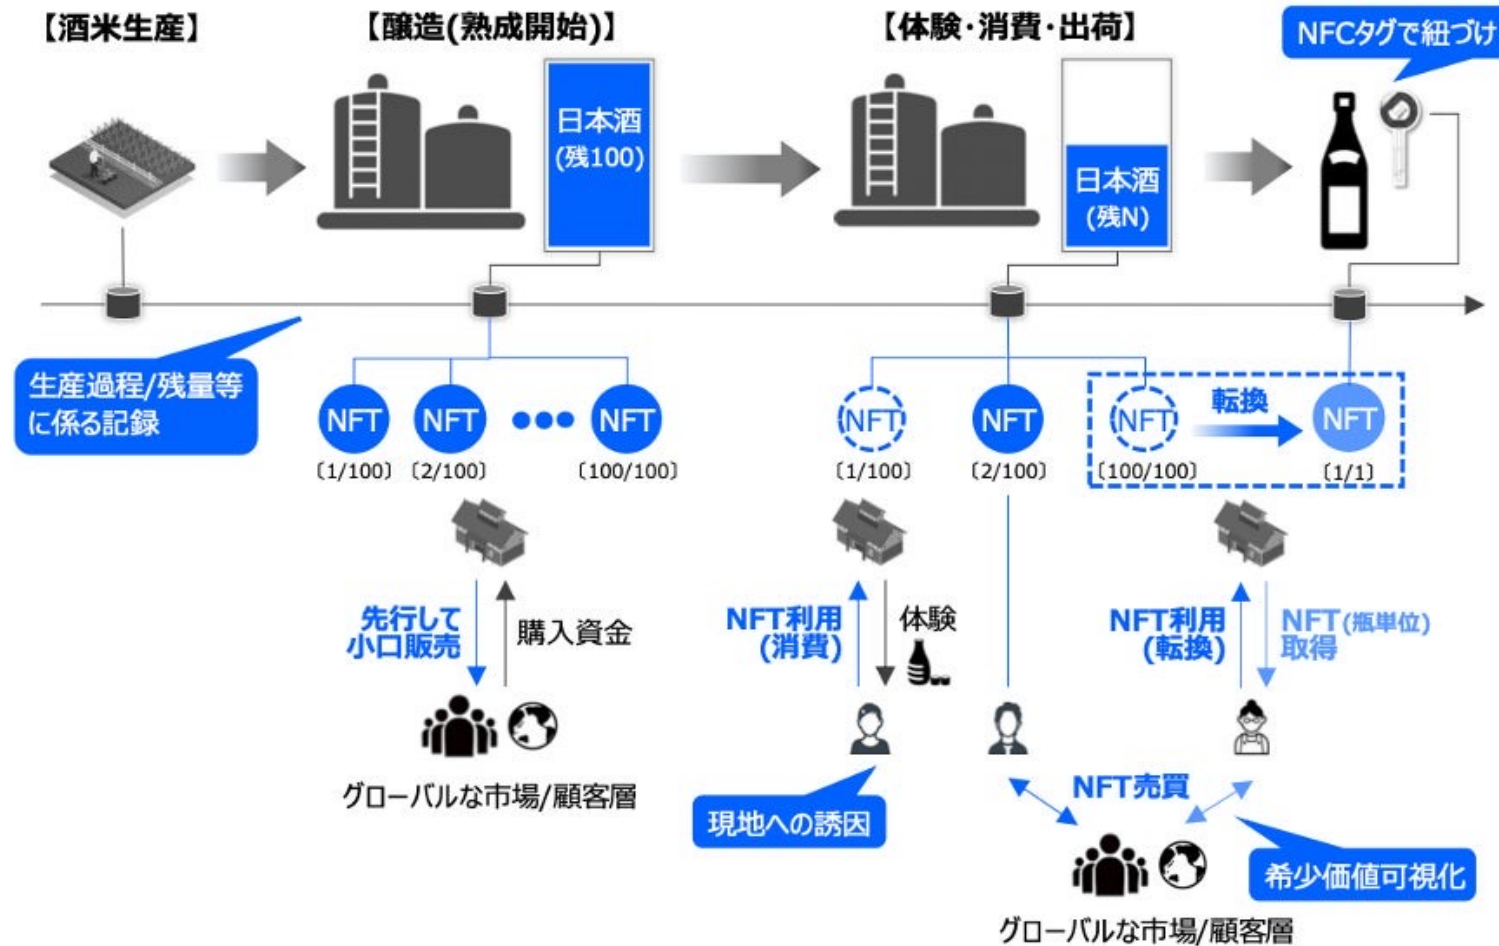 【酒米生産】
【醸造(熟成開始)】
【体験・消費・出荷】
NFCタグで紐づけ
日本酒
(残100)
日本酒
(残N)
生産過程/残量等
に係る記録
NFT
NFT
NFT
NFT
NFT
NFT
転換
NFT
〔1/100〕
〔2/100〕
〔100/100〕
〔1/100〕
〔2/100〕
〔100/100〕
〔1/1〕
先行して
小口販売
購入資金
NFT利用
(消費)
体験
NFT利用
(転換)
NFT(瓶単位)
取得
グローバルな市場/顧客層
現地への誘因
NFT売買
希少価値可視化
グローバルな市場/顧客層